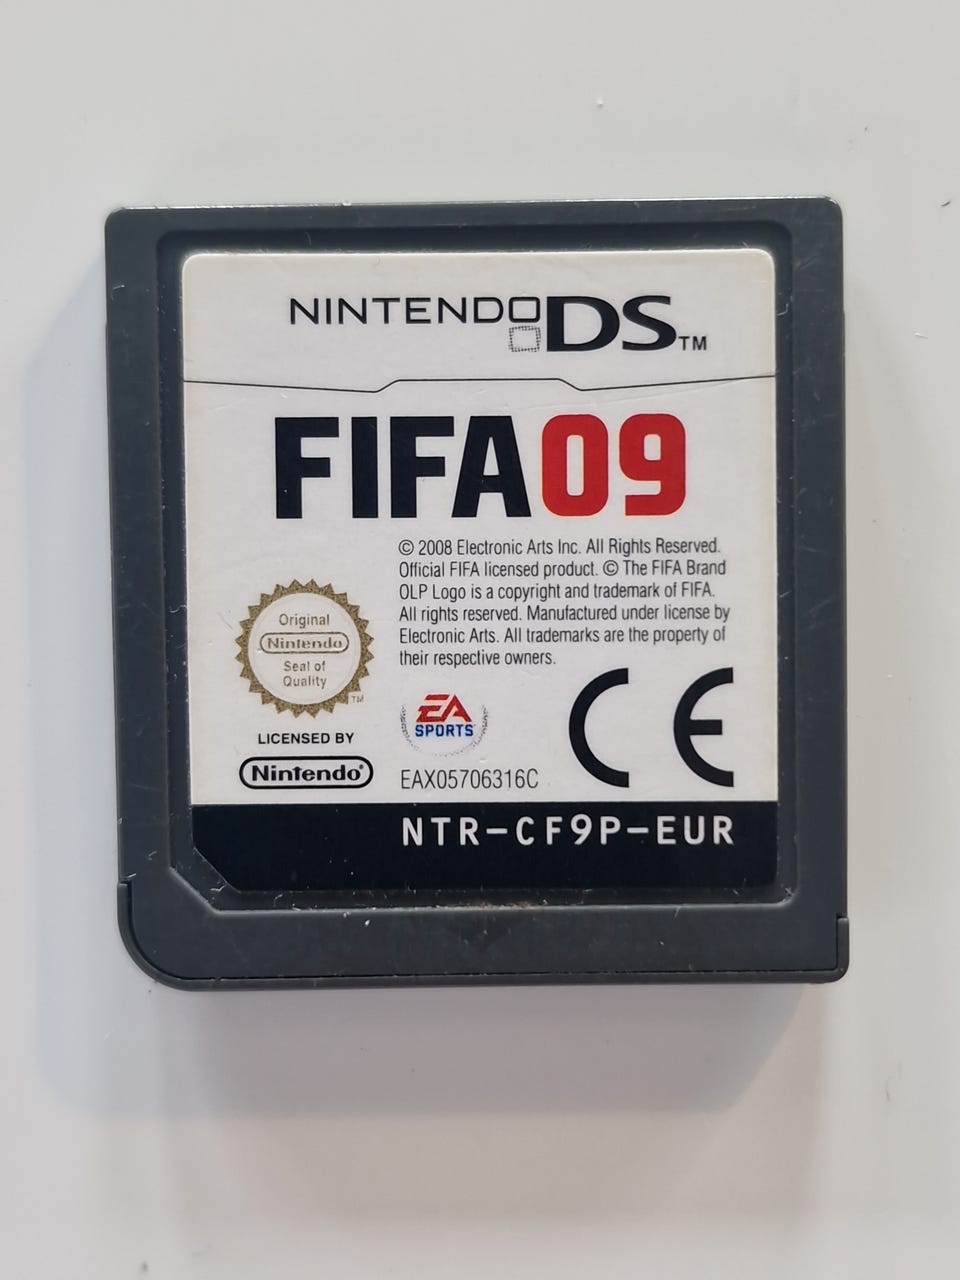 NINTENDO DS™
FIFA 09
© 2008 Electronic Arts Inc. All Rights Reserved.
Official FIFA licensed product. © The FIFA Brand
OLP Logo is a copyright and trademark of FIFA.
All rights reserved. Manufactured under license by
Electronic Arts. All trademarks are the property of
their respective owners.
Original
Nintendo
Seal of
Quality
TM
LICENSED BY
Nintendo®
EA
SPORTS
EAX05706316C
CE
NTR-CF9P-EUR